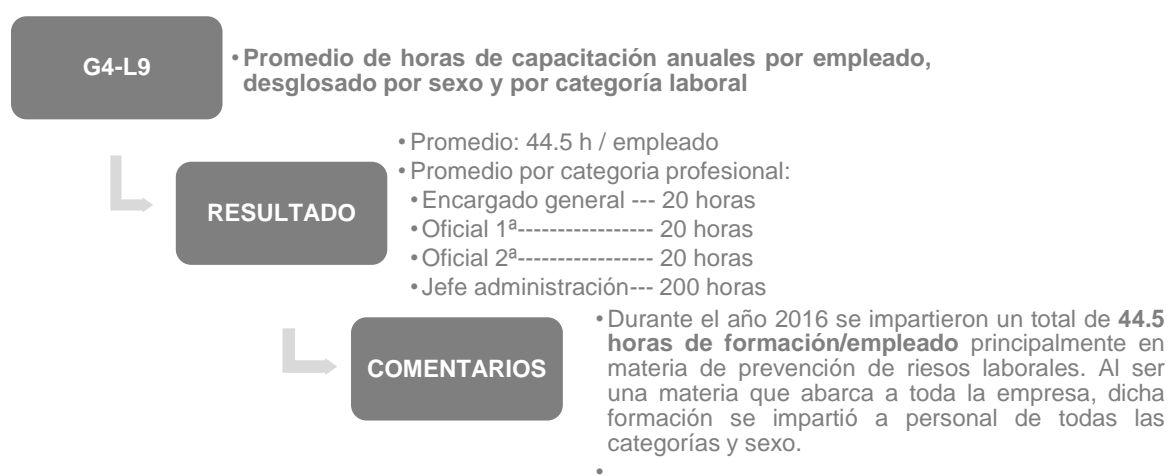 G4-L9
•Promedio de horas de capacitación anuales por empleado,
desglosado por sexo y por categoría laboral
•Promedio: 44.5 h / empleado
•Promedio por categoria profesional:
•Encargado general --- 20 horas
•Oficial 1ª----------------- 20 horas
•Oficial 2ª----------------- 20 horas
•Jefe administración--- 200 horas
RESULTADO
COMENTARIOS
•Durante el año 2016 se impartieron un total de 44.5
horas de formación/empleado principalmente en
materia de prevención de riesos laborales. Al ser
una materia que abarca a toda la empresa, dicha
formación se impartió a personal de todas las
categorías y sexo.
•